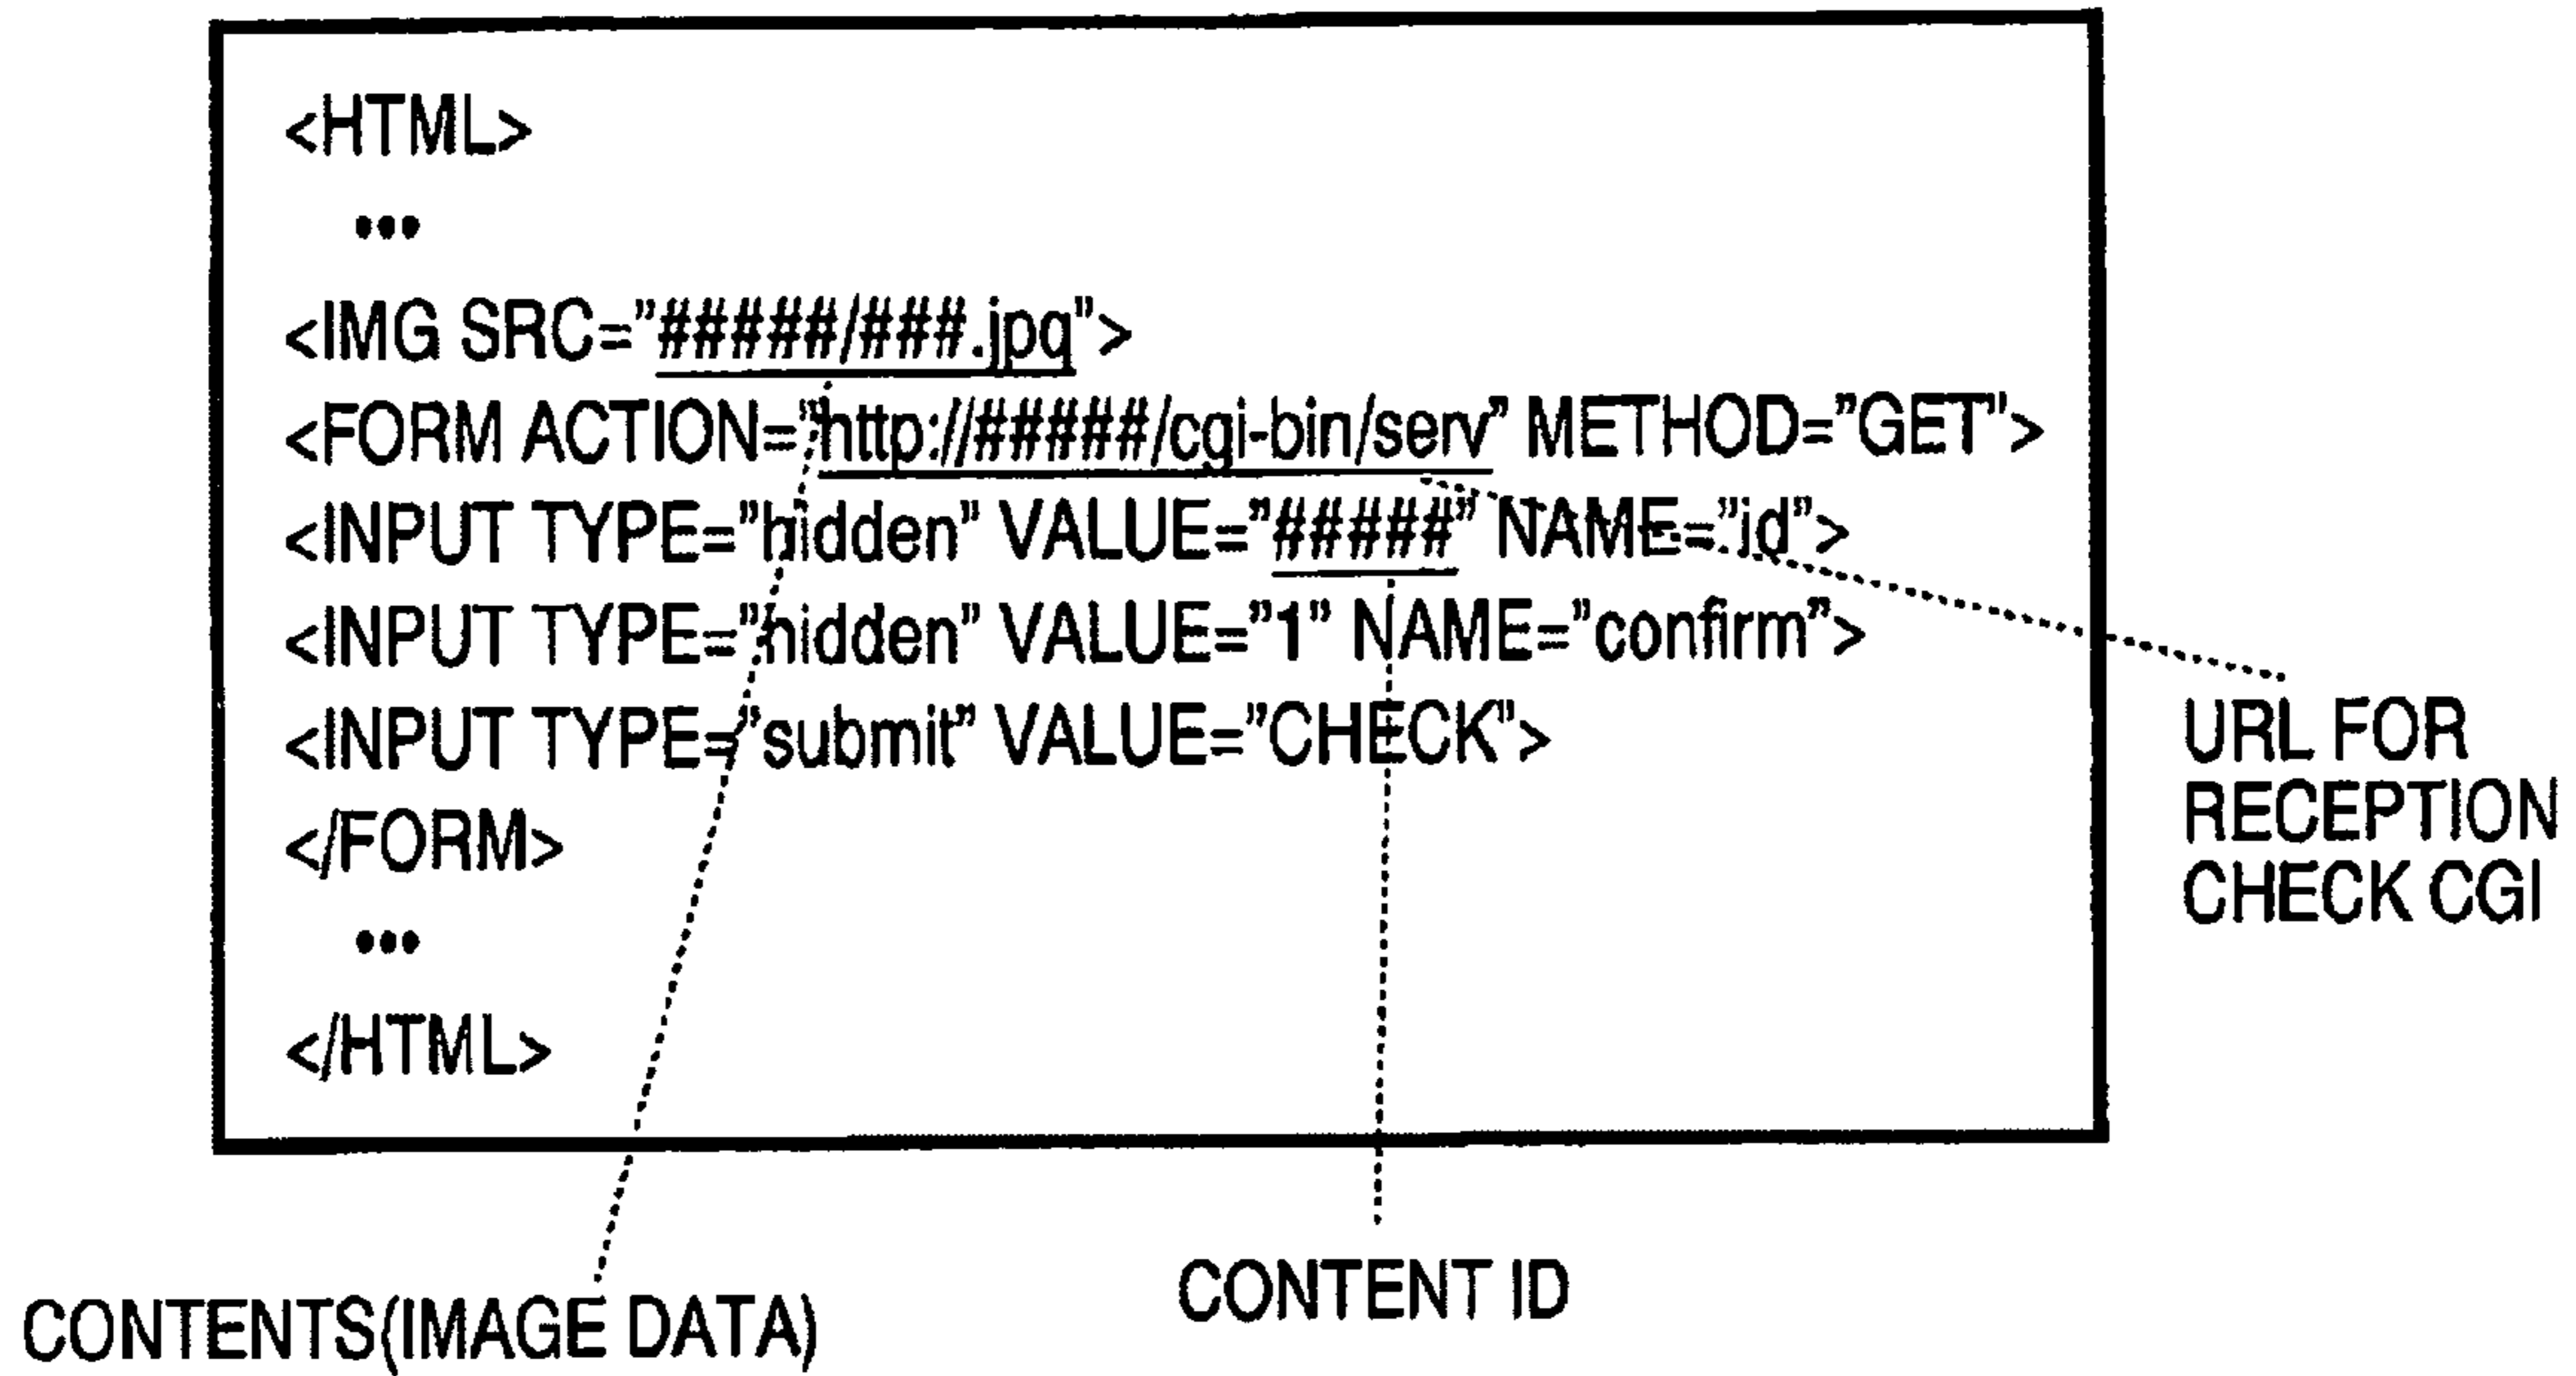 <HTML>
•••
<IMG SRC=”#####/###.jpq”>
<FORM ACTION=”http://#####/cgi-bin/serv” METHOD=”GET”>
<INPUT TYPE=”hidden” VALUE=”#####” NAME=”id”>
<INPUT TYPE=”hidden” VALUE=”1” NAME=”confirm”>
<INPUT TYPE=”submit” VALUE=”CHECK”>
</FORM>
•••
</HTML>
URL FOR
RECEPTION
CHECK CGI
CONTENTS(IMAGE DATA)
CONTENT ID